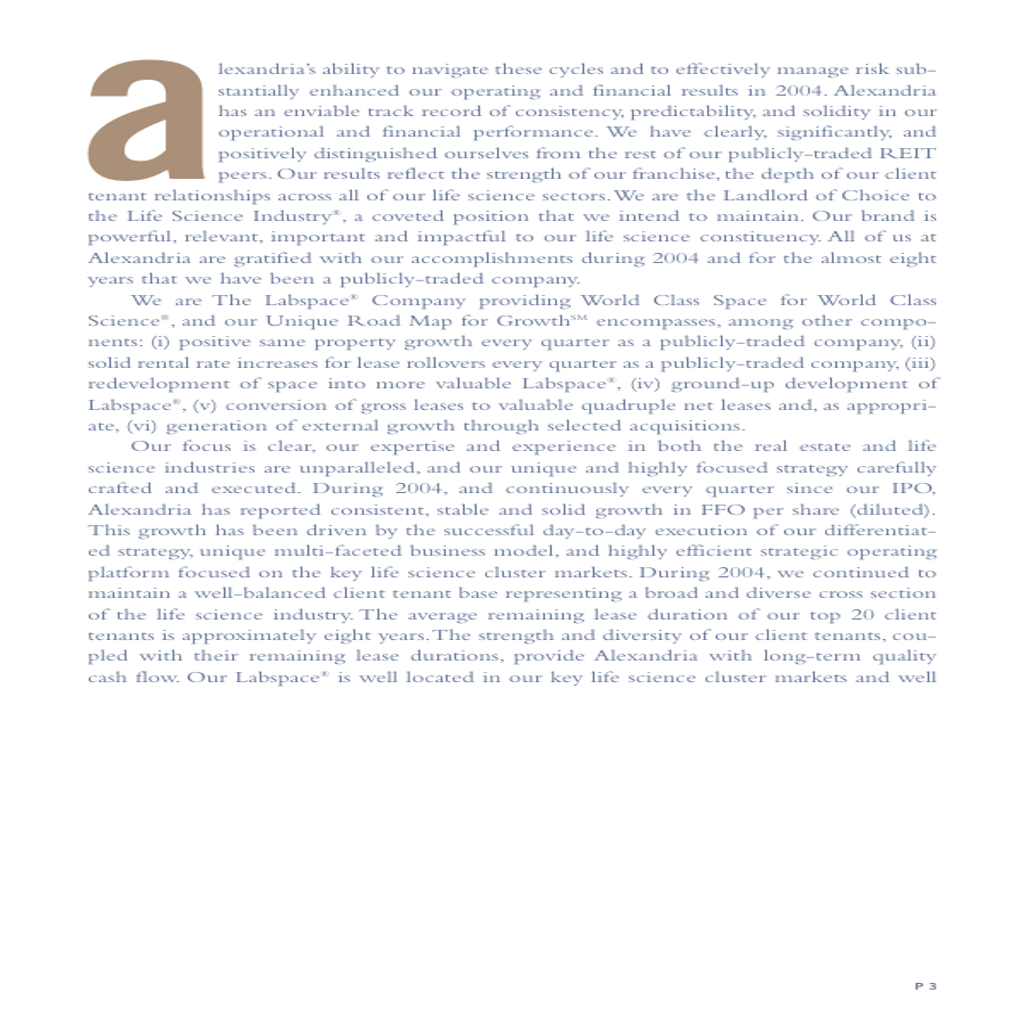 alexandria's ability to navigate these cycles and to effectively manage risk sub-
stantially enhanced our operating and financial results in 2004. Alexandria
has an enviable track record of consistency, predictability, and solidity in our
operational and financial performance. We have clearly, significantly, and
positively distinguished ourselves from the rest of our publicly-traded REIT
peers. Our results reflect the strength of our franchise, the depth of our client
tenant relationships across all of our life science sectors. We are the Landlord of Choice to
the Life Science Industry®, a coveted position that we intend to maintain. Our brand is
powerful, relevant, important and impactful to our life science constituency. All of us at
Alexandria are gratified with our accomplishments during 2004 and for the almost eight
years that we have been a publicly-traded company.
We are The Labspace® Company providing World Class Space for World Class
Science®, and our Unique Road Map for Growth℠ encompasses, among other compo-
nents: (i) positive same property growth every quarter as a publicly-traded company, (ii)
solid rental rate increases for lease rollovers every quarter as a publicly-traded company, (iii)
redevelopment of space into more valuable Labspace®, (iv) ground-up development of
Labspace®, (v) conversion of gross leases to valuable quadruple net leases and, as appropri-
ate, (vi) generation of external growth through selected acquisitions.
Our focus is clear, our expertise and experience in both the real estate and life
science industries are unparalleled, and our unique and highly focused strategy carefully
crafted and executed. During 2004, and continuously every quarter since our IPO,
Alexandria has reported consistent, stable and solid growth in FFO per share (diluted).
This growth has been driven by the successful day-to-day execution of our differentiat-
ed strategy, unique multi-faceted business model, and highly efficient strategic operating
platform focused on the key life science cluster markets. During 2004, we continued to
maintain a well-balanced client tenant base representing a broad and diverse cross section
of the life science industry. The average remaining lease duration of our top 20 client
tenants is approximately eight years. The strength and diversity of our client tenants, cou-
pled with their remaining lease durations, provide Alexandria with long-term quality
cash flow. Our Labspace® is well located in our key life science cluster markets and well
P 3